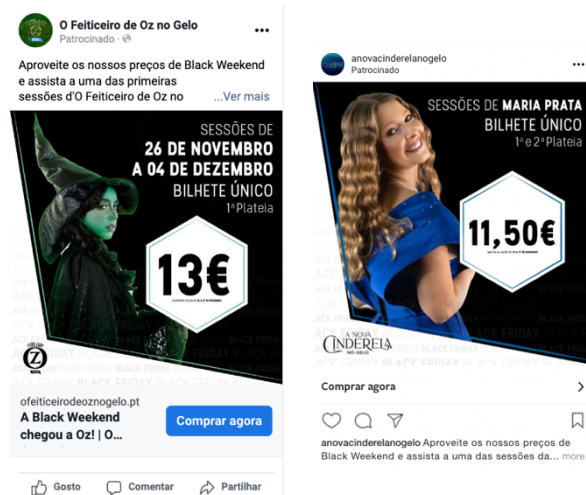 O Feiticeiro de Oz no Gelo
Patrocinado ·
Aproveite os nossos preços de Black Weekend
e assista a uma das primeiras
sessões d'O Feiticeiro de Oz no ...Ver mais
SESSÕES DE
26 DE NOVEMBRO
A 04 DE DEZEMBRO
BILHETE ÚNICO
1ª Plateia
13€
BLACK FRIDAY BLACK FRIDAY
ofeiticeirodeoznogelo.pt
A Black Weekend
chegou a Oz! | O...
Comprar agora
Gosto
Comentar
Partilhar
anovacinderelanogelo
Patrocinado
SESSÕES DE MARIA PRATA
BILHETE ÚNICO
1ª e 2ª Plateia
11,50€
A NOVA
CINDERELA
NO GELO
Comprar agora
anovacinderelanogelo Aproveite os nossos preços de
Black Weekend e assista a uma das sessões da... more